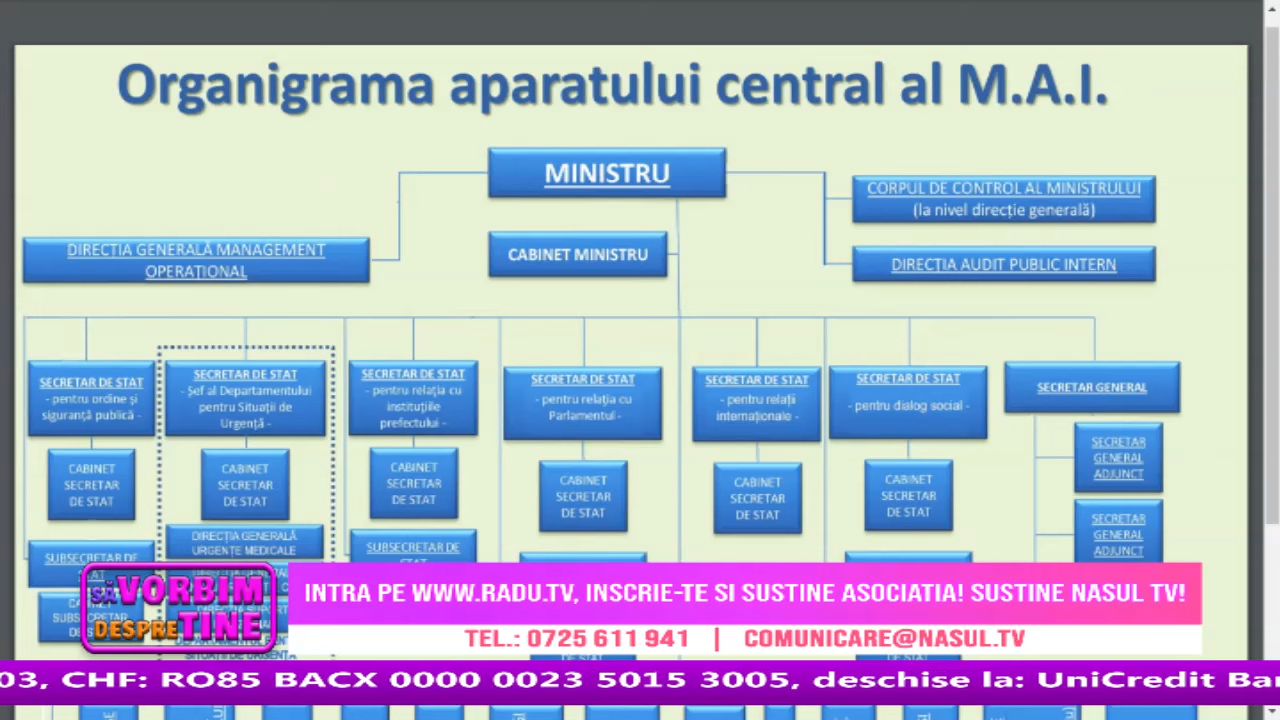 Organigrama aparatului central al M.A.I.
MINISTRU
CORPUL DE CONTROL AL MINISTRULUI
(la nivel direcție generală)
DIRECȚIA GENERALĂ MANAGEMENT
OPERAȚIONAL
CABINET MINISTRU
DIRECȚIA AUDIT PUBLIC INTERN
SECRETAR DE STAT
- pentru ordine și
siguranță publică -
SECRETAR DE STAT
- Șef al Departamentului
pentru Situații de
Urgență -
SECRETAR DE STAT
- pentru relația cu
instituțiile
prefectului -
SECRETAR DE STAT
- pentru relația cu
Parlamentul -
SECRETAR DE STAT
- pentru relații
internaționale -
SECRETAR DE STAT
- pentru dialog social -
SECRETAR GENERAL
CABINET
SECRETAR
DE STAT
CABINET
SECRETAR
DE STAT
CABINET
SECRETAR
DE STAT
CABINET
SECRETAR
DE STAT
CABINET
SECRETAR
DE STAT
CABINET
SECRETAR
DE STAT
SECRETAR
GENERAL
ADJUNCT
SECRETAR
GENERAL
ADJUNCT
DIRECȚIA GENERALĂ
URGENȚE MEDICALE
SUBSECRETAR DE
SUBSECRETAR DE
SĂ VORBIM
DESPRE TINE
INTRA PE WWW.RADU.TV, INSCRIE-TE SI SUSTINE ASOCIATIA! SUSTINE NASUL TV!
TEL.: 0725 611 941 | COMUNICARE@NASUL.TV
03, CHF: RO85 BACX 0000 0023 5015 3005, deschise la: UniCredit Ban